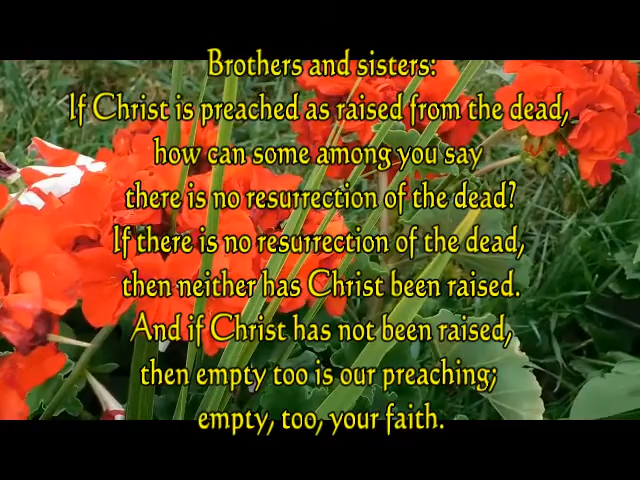 Brothers and sisters:
If Christ is preached as raised from the dead,
how can some among you say
there is no resurrection of the dead?
If there is no resurrection of the dead,
then neither has Christ been raised.
And if Christ has not been raised,
then empty too is our preaching;
empty, too, your faith.